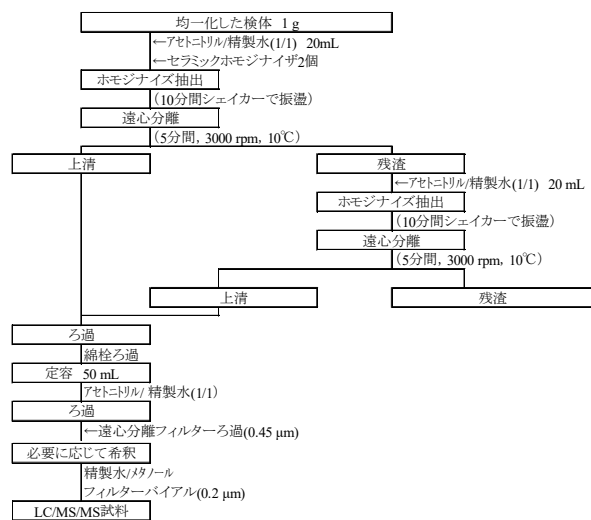 均一化した検体 1 g
←アセトニトリル/精製水(1/1) 20mL
←セラミックホモジナイザ2個
ホモジナイズ抽出
(10分間シェイカーで振盪)
遠心分離
(5分間, 3000 rpm, 10℃)
上清
残渣
←アセトニトリル/精製水(1/1) 20 mL
ホモジナイズ抽出
(10分間シェイカーで振盪)
遠心分離
(5分間, 3000 rpm, 10℃)
上清
残渣
ろ過
綿栓ろ過
定容 50 mL
アセトニトリル/ 精製水(1/1)
ろ過
←遠心分離フィルターろ過(0.45 μm)
必要に応じて希釈
精製水/メタノール
フィルターバイアル(0.2 μm)
LC/MS/MS試料